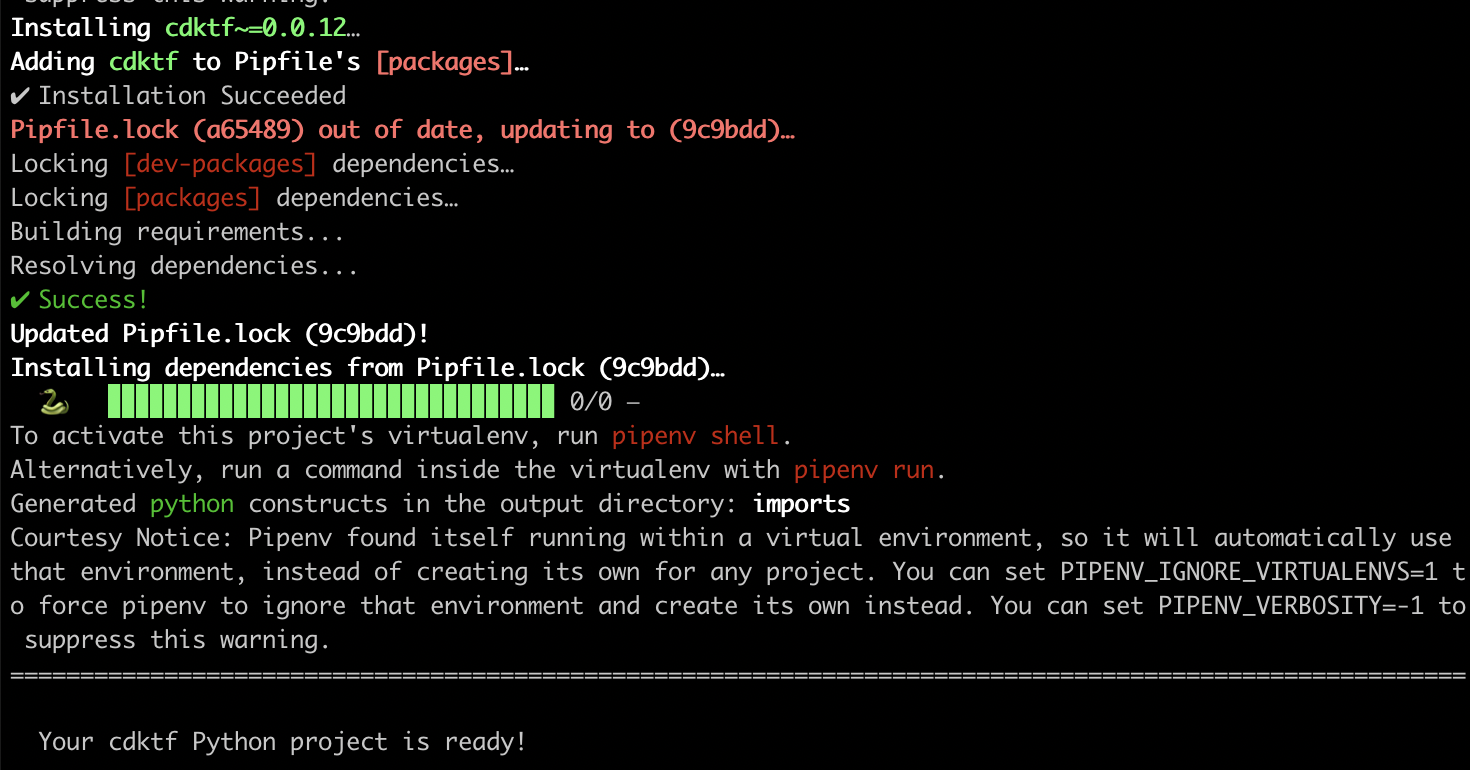 suppress this warning.
Installing cdktf~=0.0.12…
Adding cdktf to Pipfile's [packages]…
✔ Installation Succeeded
Pipfile.lock (a65489) out of date, updating to (9c9bdd)…
Locking [dev-packages] dependencies…
Locking [packages] dependencies…
Building requirements...
Resolving dependencies...
✔ Success!
Updated Pipfile.lock (9c9bdd)!
Installing dependencies from Pipfile.lock (9c9bdd)…
🐍 ▉▉▉▉▉▉▉▉▉▉▉▉▉▉▉▉▉▉▉▉▉▉▉▉▉▉▉▉▉▉▉▉ 0/0 —
To activate this project's virtualenv, run pipenv shell.
Alternatively, run a command inside the virtualenv with pipenv run.
Generated python constructs in the output directory: imports
Courtesy Notice: Pipenv found itself running within a virtual environment, so it will automatically use
that environment, instead of creating its own for any project. You can set PIPENV_IGNORE_VIRTUALENVS=1 t
o force pipenv to ignore that environment and create its own instead. You can set PIPENV_VERBOSITY=-1 to
suppress this warning.
========================================================================================================
Your cdktf Python project is ready!